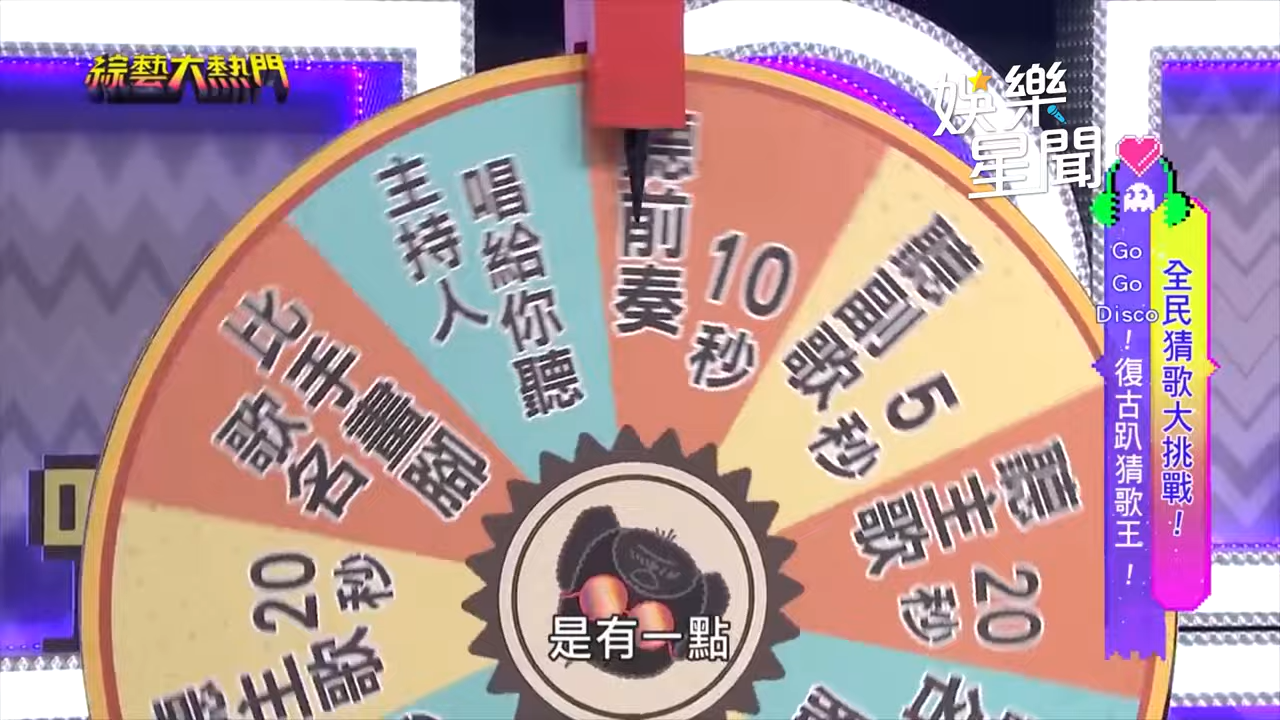 綜藝大熱門
娛樂
星聞
全民猜歌大挑戰！
Go
Go
Disco
！復古趴猜歌王！
主持人
唱給你聽
聽前奏
10秒
聽副歌
5秒
聽主歌
20秒
比手畫腳
歌名
聽主歌
20秒
是有一點